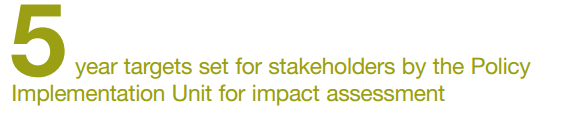 5 year targets set for stakeholders by the Policy
Implementation Unit for impact assessment